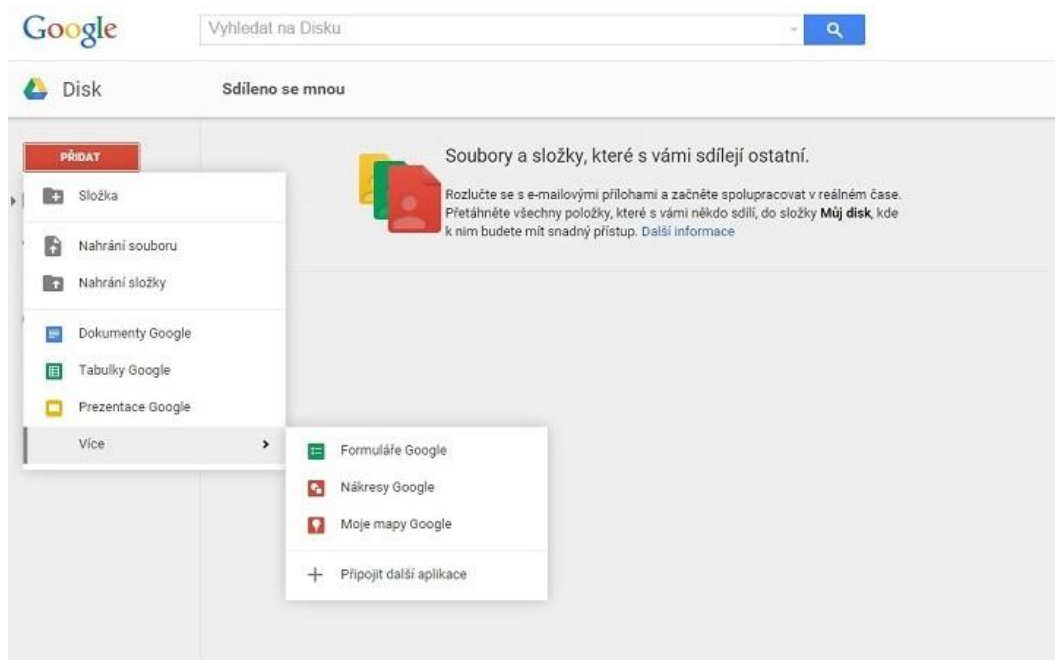 Google
Vyhledat na Disku
Disk
Sdíleno se mnou
PŘIDAT
Složka
Nahrání souboru
Nahrání složky
Dokumenty Google
Tabulky Google
Prezentace Google
Více
Formuláře Google
Nákresy Google
Moje mapy Google
Připojit další aplikace
Soubory a složky, které s vámi sdílejí ostatní.
Rozlučte se s e-mailovými přílohami a začněte spolupracovat v reálném čase.
Přetáhněte všechny položky, které s vámi někdo sdílí, do složky Můj disk, kde
k nim budete mít snadný přístup. Další informace